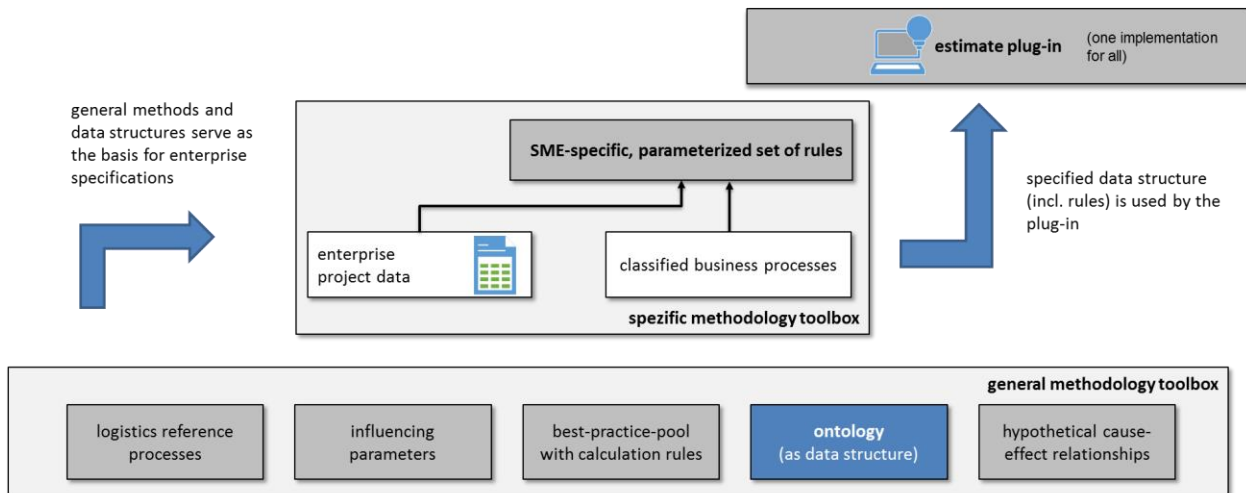 estimate plug-in
(one implementation
for all)
general methods and
data structures serve as
the basis for enterprise
specifications
SME-specific, parameterized set of rules
enterprise
project data
classified business processes
spezific methodology toolbox
specified data structure
(incl. rules) is used by the
plug-in
general methodology toolbox
logistics reference
processes
influencing
parameters
best-practice-pool
with calculation rules
ontology
(as data structure)
hypothetical cause-
effect relationships